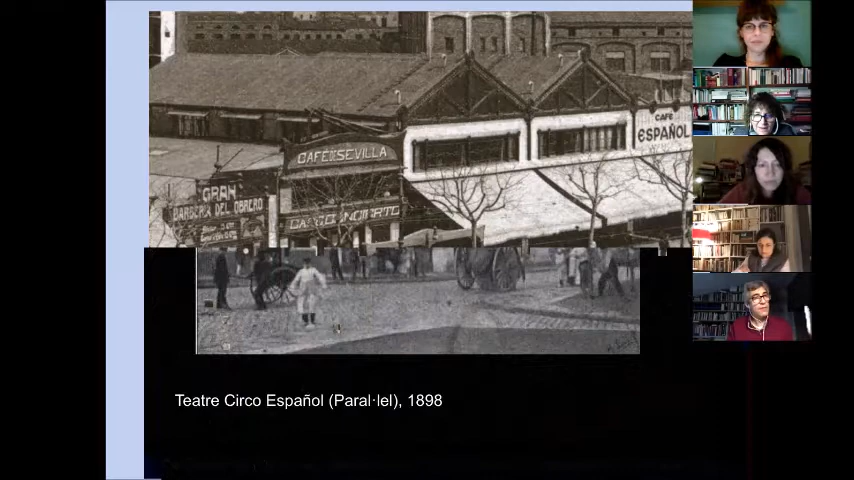 CAFÉ
ESPAÑOL
CAFÉ DE SEVILLA
GRAN
BARBERIA DEL OBRERO
Teatre Circo Español (Paral·lel), 1898